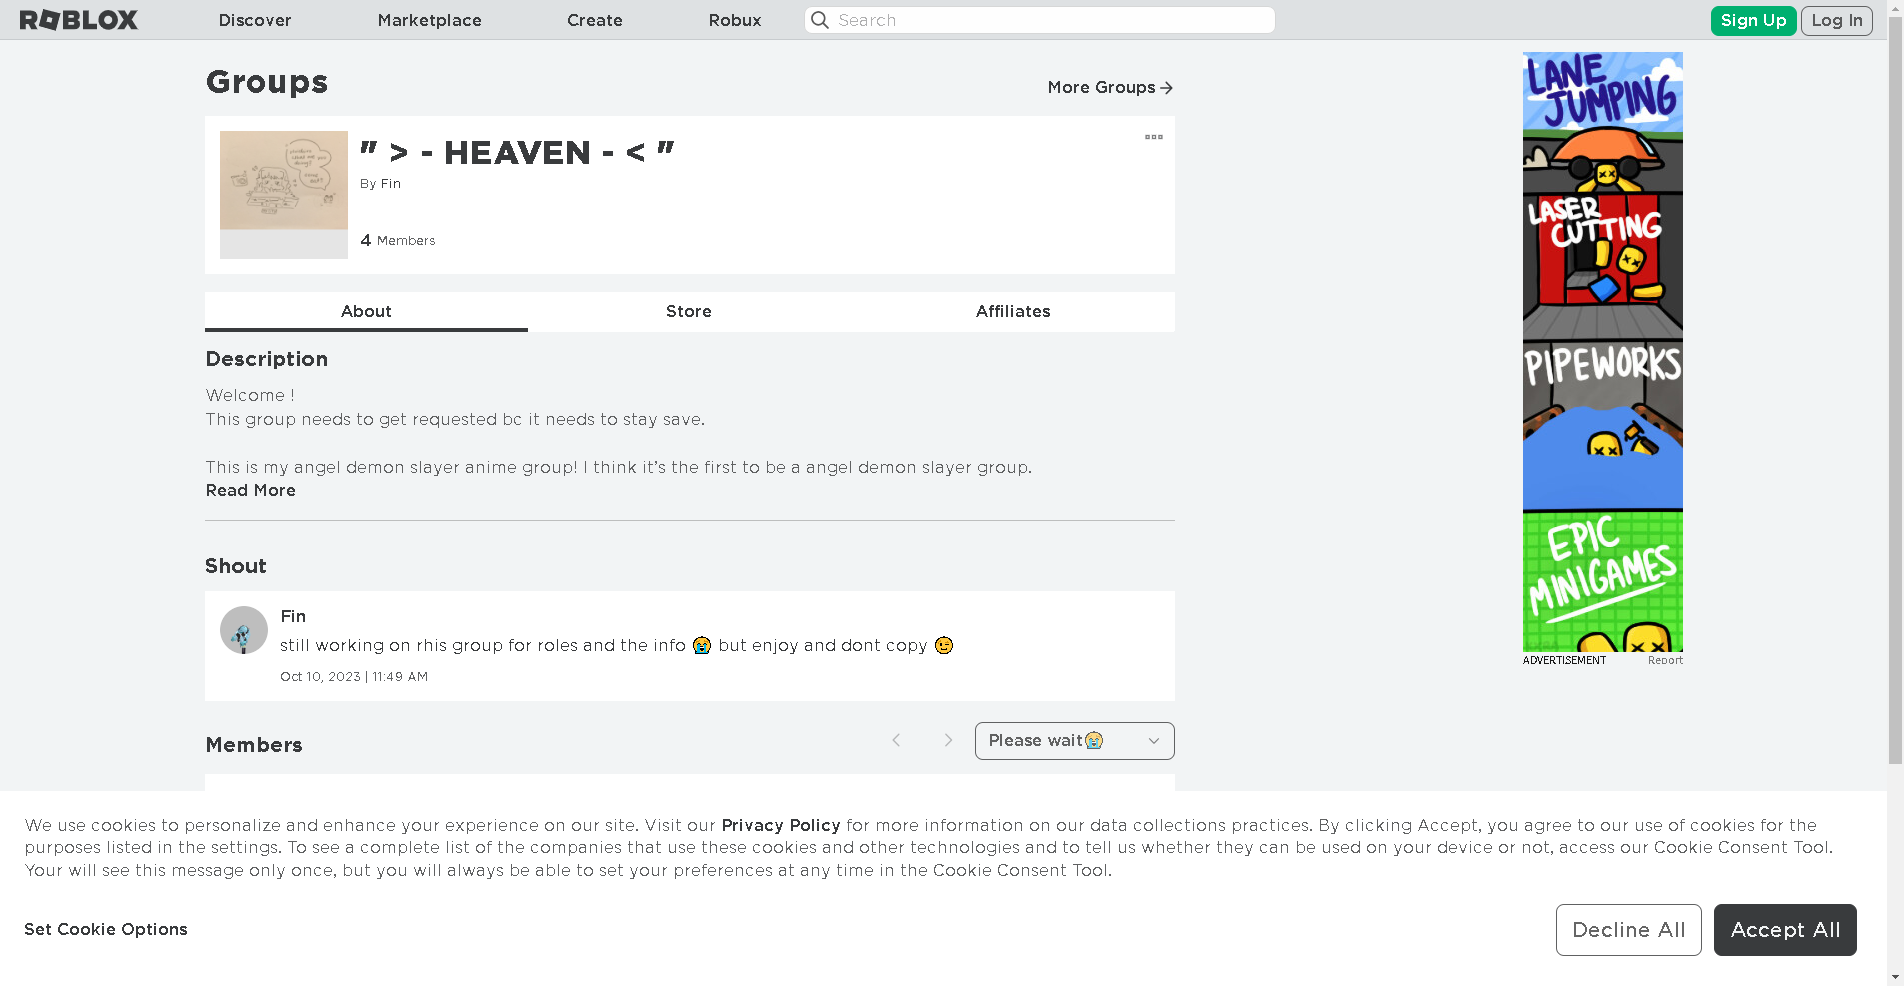 ROBLOX Discover Marketplace Create Robux Search Sign Up Log In
Groups
More Groups
" > - HEAVEN - < "
By Fin
4 Members
About Store Affiliates
Description
Welcome !
This group needs to get requested bc it needs to stay save.
This is my angel demon slayer anime group! I think it's the first to be a angel demon slayer group.
Read More
Shout
Fin
still working on rhis group for roles and the info 😭 but enjoy and dont copy 😉
Oct 10, 2023 | 11:49 AM
Members
Please wait😭
LANE
JUMPING
LASER
CUTTING
PIPEWORKS
EPIC
MINIGAMES
ADVERTISEMENT Report
We use cookies to personalize and enhance your experience on our site. Visit our Privacy Policy for more information on our data collections practices. By clicking Accept, you agree to our use of cookies for the
purposes listed in the settings. To see a complete list of the companies that use these cookies and other technologies and to tell us whether they can be used on your device or not, access our Cookie Consent Tool.
Your will see this message only once, but you will always be able to set your preferences at any time in the Cookie Consent Tool.
Set Cookie Options
Decline All Accept All